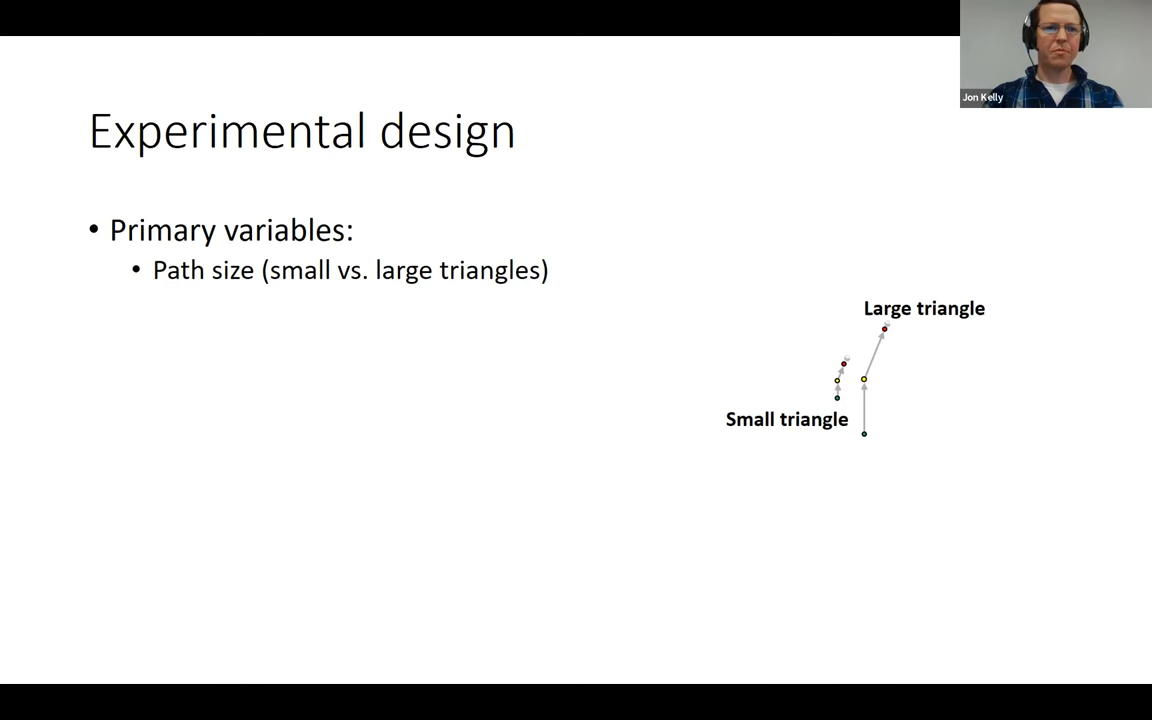 Jon Kelly
Experimental design
• Primary variables:
• Path size (small vs. large triangles)
Large triangle
Small triangle